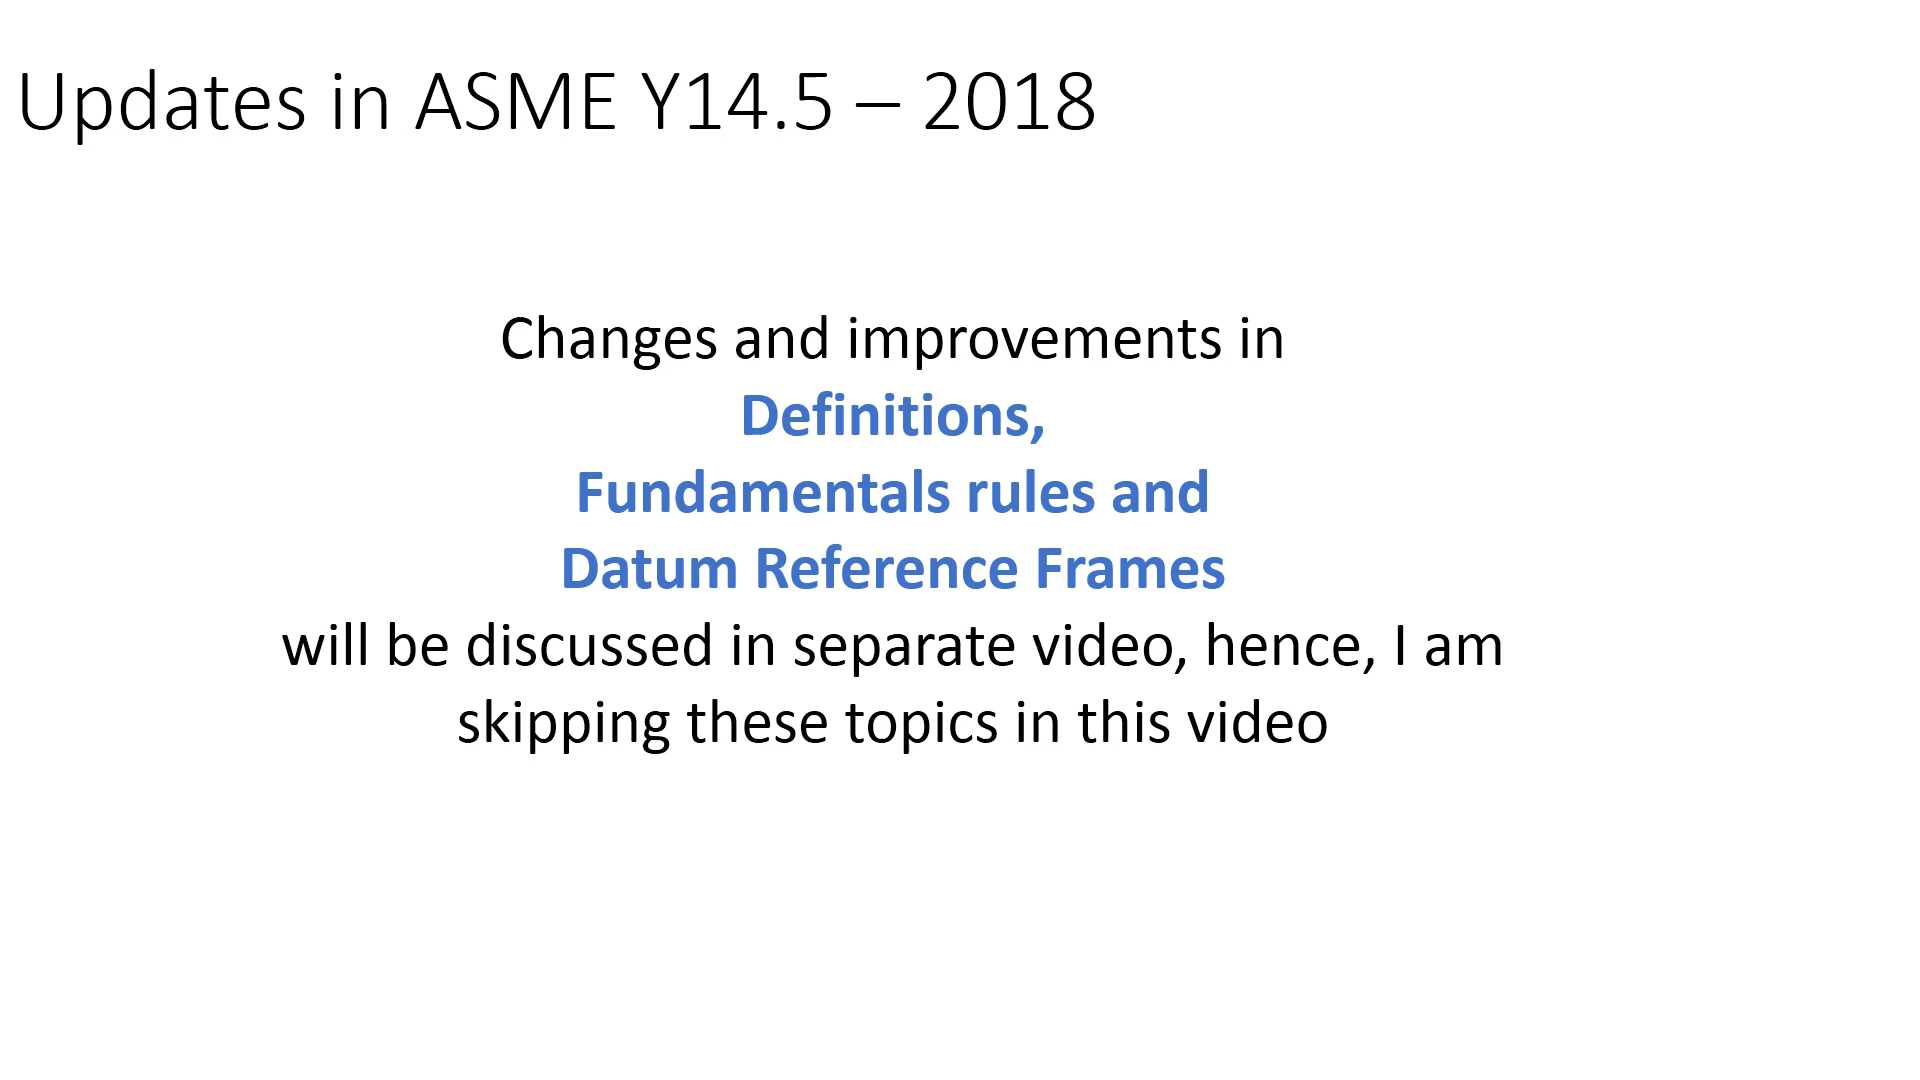 Updates in ASME Y14.5 – 2018
Changes and improvements in
Definitions,
Fundamentals rules and
Datum Reference Frames
will be discussed in separate video, hence, I am
skipping these topics in this video